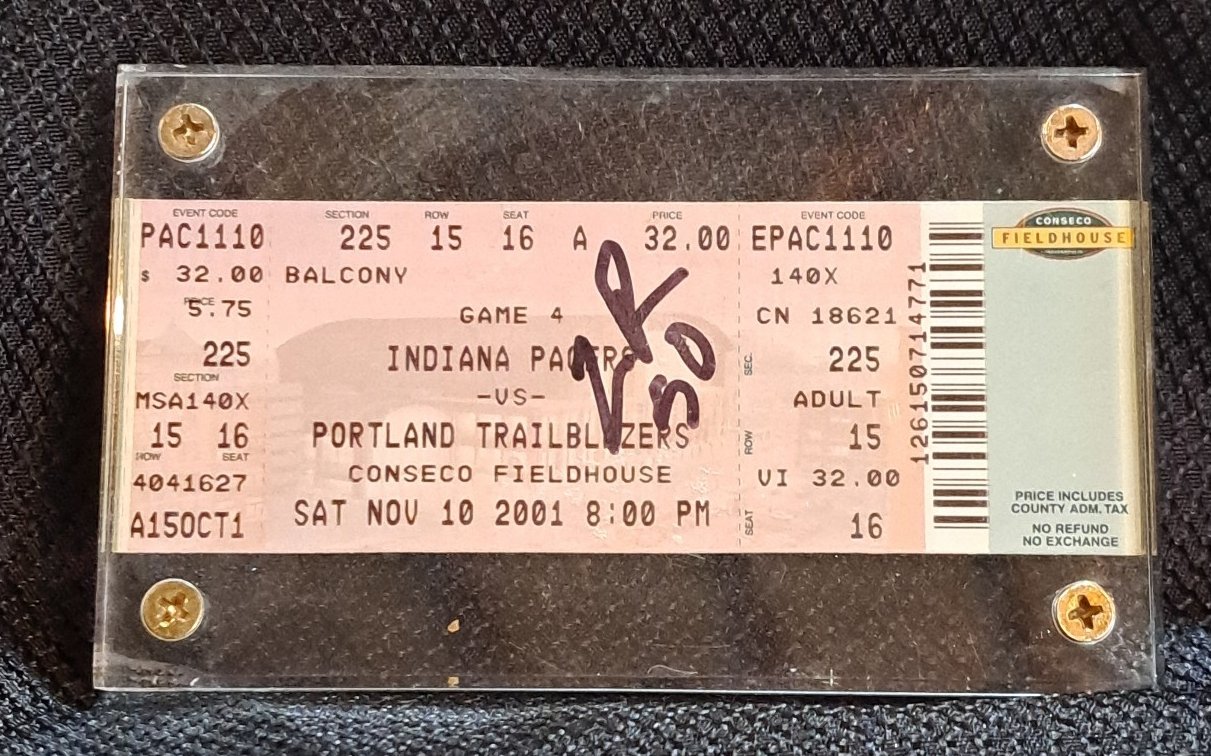 EVENT CODE SECTION ROW SEAT PRICE EVENT CODE
PAC1110 225 15 16 A 32.00 EPAC1110
$ 32.00 BALCONY 140X
PRICE
5.75 GAME 4 CN 18621
225 INDIANA PACERS SEC. 225
SECTION
MSA140X -VS- ADULT
15 16 PORTLAND TRAILBLAZERS ROW 15
ROW SEAT
4041627 CONSECO FIELDHOUSE VI 32.00
A15OCT1 SAT NOV 10 2001 8:00 PM SEAT 16
50
126150714771
CONSECO
FIELDHOUSE
PRICE INCLUDES
COUNTY ADM. TAX
NO REFUND
NO EXCHANGE